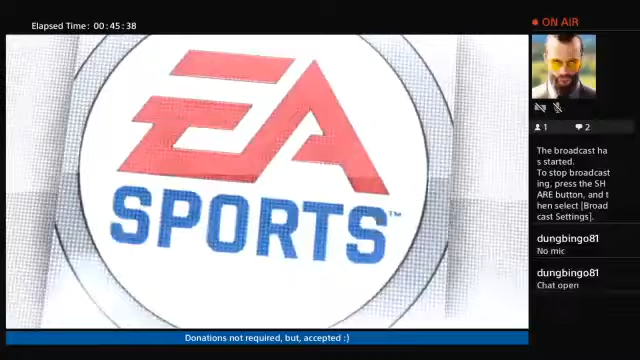 Elapsed Time: 00:45:38
ON AIR
EA
SPORTS™
1
2
The broadcast ha
s started.
To stop broadcast
ing, press the SH
ARE button, and t
hen select [Broad
cast Settings].
dungbingo81
No mic
dungbingo81
Chat open
Donations not required, but, accepted :)